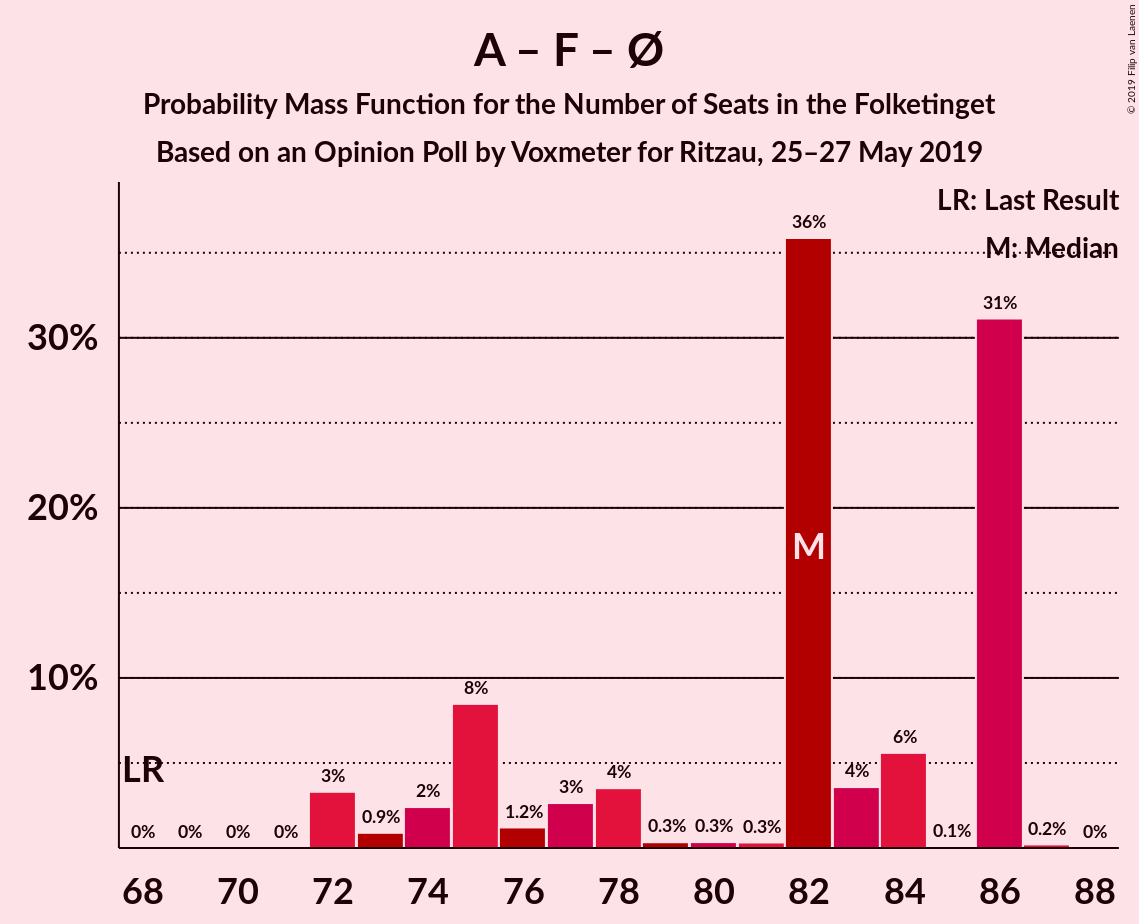 A – F – Ø
Probability Mass Function for the Number of Seats in the Folketinget
Based on an Opinion Poll by Voxmeter for Ritzau, 25–27 May 2019
© 2019 Filip van Laenen
LR: Last Result
M: Median
30%
20%
10%
LR
0%
0%
0%
0%
3%
0.9%
2%
8%
1.2%
3%
4%
0.3%
0.3%
0.3%
36%
M
4%
6%
0.1%
31%
0.2%
0%
68 70 72 74 76 78 80 82 84 86 88